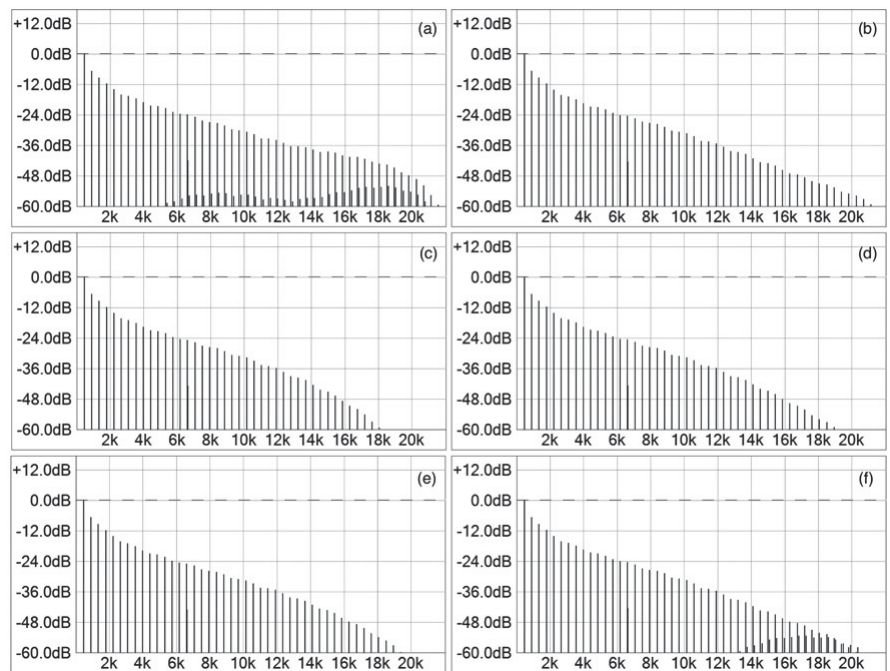 +12.0dB (a)
0.0dB
-12.0dB
-24.0dB
-36.0dB
-48.0dB
-60.0dB
2k 4k 6k 8k 10k 12k 14k 16k 18k 20k
+12.0dB (b)
0.0dB
-12.0dB
-24.0dB
-36.0dB
-48.0dB
-60.0dB
2k 4k 6k 8k 10k 12k 14k 16k 18k 20k
+12.0dB (c)
0.0dB
-12.0dB
-24.0dB
-36.0dB
-48.0dB
-60.0dB
2k 4k 6k 8k 10k 12k 14k 16k 18k 20k
+12.0dB (d)
0.0dB
-12.0dB
-24.0dB
-36.0dB
-48.0dB
-60.0dB
2k 4k 6k 8k 10k 12k 14k 16k 18k 20k
+12.0dB (e)
0.0dB
-12.0dB
-24.0dB
-36.0dB
-48.0dB
-60.0dB
2k 4k 6k 8k 10k 12k 14k 16k 18k 20k
+12.0dB (f)
0.0dB
-12.0dB
-24.0dB
-36.0dB
-48.0dB
-60.0dB
2k 4k 6k 8k 10k 12k 14k 16k 18k 20k